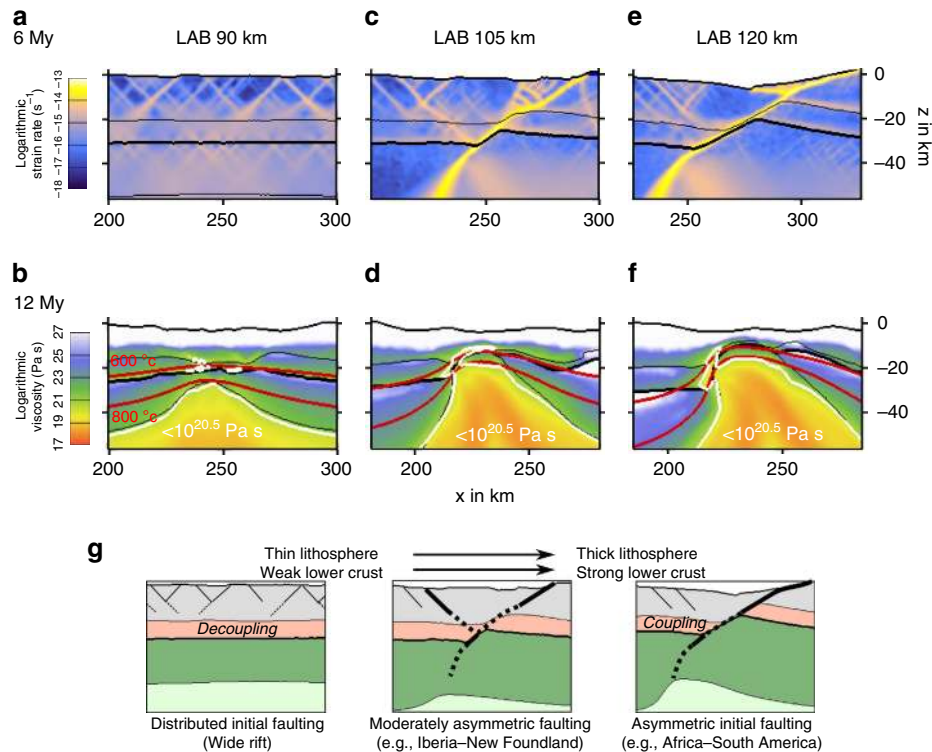 a
6 My
LAB 90 km
c
LAB 105 km
e
LAB 120 km
Logarithmic
strain rate (s−1)
−18 −17 −16 −15 −14 −13
0
−20
−40
z in km
200 250 300
250 300
250 300
b
12 My
d
f
Logarithmic
viscosity (Pa s)
17 19 21 23 25 27
600 °c
800 °c
<10^20.5 Pa s
<10^20.5 Pa s
<10^20.5 Pa s
0
−20
−40
200 250 300
200 250
200 250
x in km
g
Thin lithosphere
Thick lithosphere
Weak lower crust
Strong lower crust
Decoupling
Coupling
Distributed initial faulting
(Wide rift)
Moderately asymmetric faulting
(e.g., Iberia–New Foundland)
Asymmetric initial faulting
(e.g., Africa–South America)